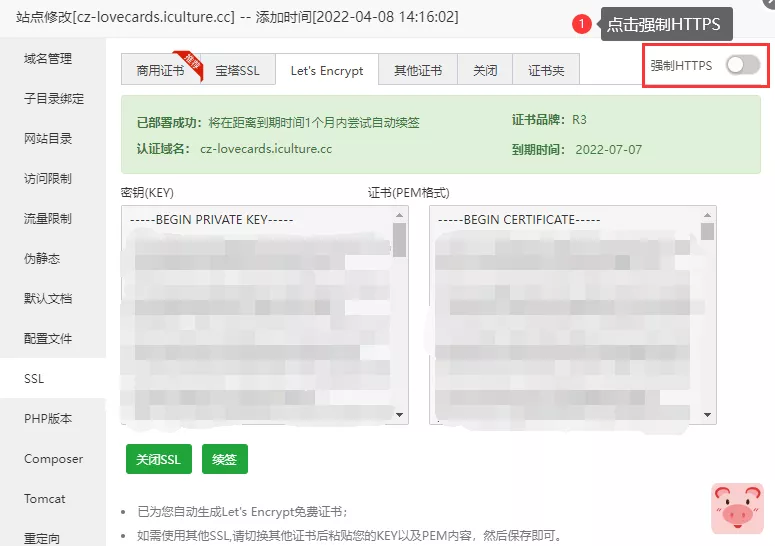 站点修改[cz-lovecards.iculture.cc] -- 添加时间[2022-04-08 14:16:02]
1 点击强制HTTPS
域名管理
子目录绑定
网站目录
访问限制
流量限制
伪静态
默认文档
配置文件
SSL
PHP版本
Composer
Tomcat
重定向
商用证书 推荐
宝塔SSL
Let's Encrypt
其他证书
关闭
证书夹
强制HTTPS
已部署成功：将在距离到期时间1个月内尝试自动续签
证书品牌：R3
认证域名： cz-lovecards.iculture.cc
到期时间： 2022-07-07
密钥(KEY)
证书(PEM格式)
-----BEGIN PRIVATE KEY-----
-----BEGIN CERTIFICATE-----
关闭SSL
续签
已为您自动生成Let's Encrypt免费证书；
如需使用其他SSL,请切换其他证书后粘贴您的KEY以及PEM内容，然后保存即可。